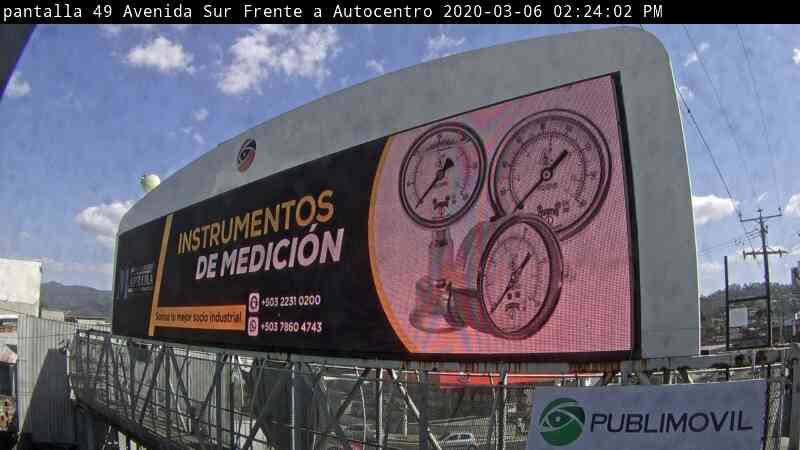 pantalla 49 Avenida Sur Frente a Autocentro 2020-03-06 02:24:02 PM
INSTRUMENTOS
DE MEDICIÓN
Somos tu mejor socio industrial
+503 2231 0200
+503 7860 4743
PUBLIMOVIL